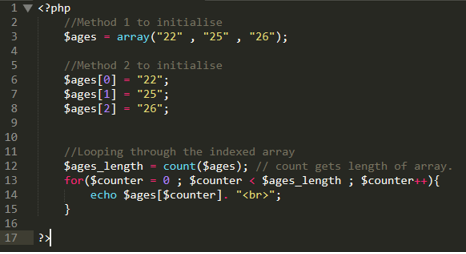 1 <?php
2 //Method 1 to initialise
3 $ages = array("22" , "25" , "26");
4
5 //Method 2 to initialise
6 $ages[0] = "22";
7 $ages[1] = "25";
8 $ages[2] = "26";
9
10
11 //Looping through the indexed array
12 $ages_length = count($ages); // count gets length of array.
13 for($counter = 0 ; $counter < $ages_length ; $counter++){
14 echo $ages[$counter]. "<br>";
15 }
16
17 ?>